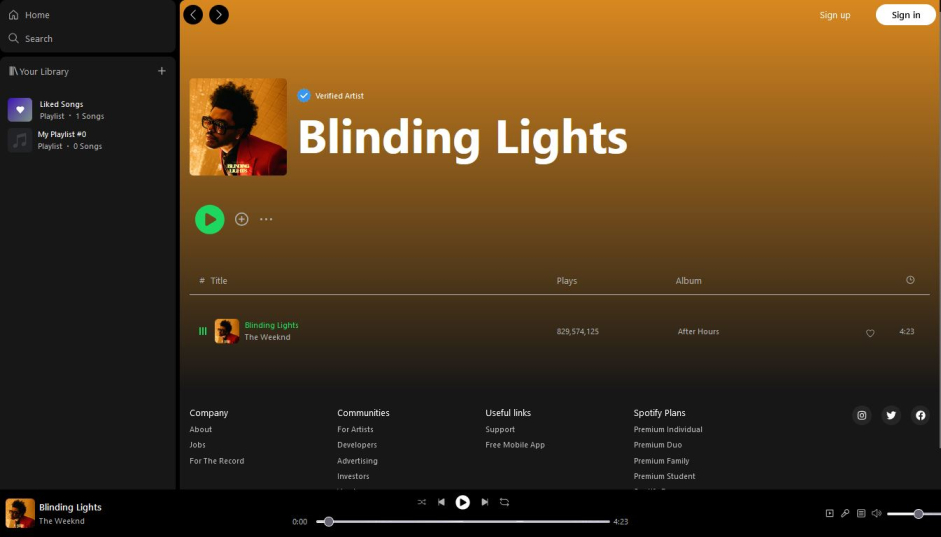 Home
Search
Your Library
Liked Songs
Playlist • 1 Songs
My Playlist #0
Playlist • 0 Songs
Sign up
Sign in
Verified Artist
Blinding Lights
# Title Plays Album
Blinding Lights
The Weeknd
829,574,125
After Hours
4:23
Company
About
Jobs
For The Record
Communities
For Artists
Developers
Advertising
Investors
Useful links
Support
Free Mobile App
Spotify Plans
Premium Individual
Premium Duo
Premium Family
Premium Student
Blinding Lights
The Weeknd
0:00
4:23